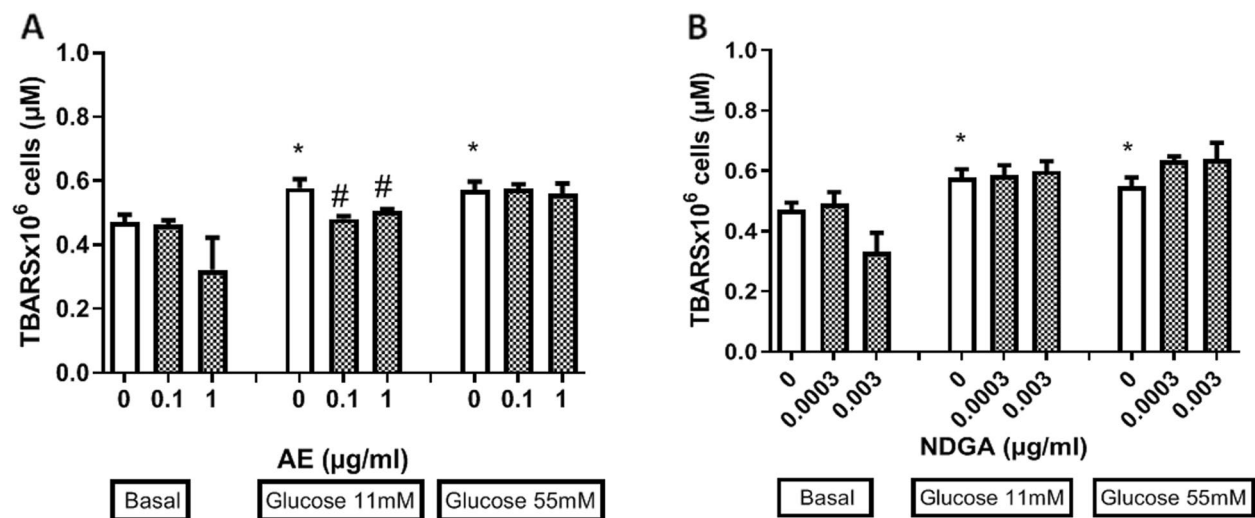 A
TBARSx10⁶ cells (µM)
1.0
0.8
0.6
0.4
0.2
0.0
*
#
#
*
0 0.1 1 0 0.1 1 0 0.1 1
AE (µg/ml)
Basal Glucose 11mM Glucose 55mM
B
TBARSx10⁶ cells (µM)
1.0
0.8
0.6
0.4
0.2
0.0
*
*
0 0.0003 0.003 0 0.0003 0.003 0 0.0003 0.003
NDGA (µg/ml)
Basal Glucose 11mM Glucose 55mM